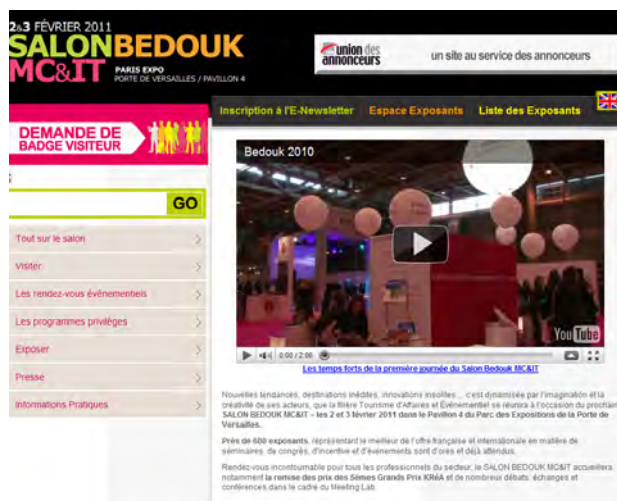 2&3 FÉVRIER 2011
SALONBEDOUK
MC&IT PARIS EXPO
PORTE DE VERSAILLES / PAVILLON 4
union des
annonceurs
un site au service des annonceurs
Inscription à l'E-Newsletter Espace Exposants Liste des Exposants
DEMANDE DE
BADGE VISITEUR
Bedouk 2010
GO
Tout sur le salon
Visiter
Les rendez-vous événementiels
Les programmes privilèges
Exposer
Presse
Informations Pratiques
YouTube
0:00 / 2:00
Les temps forts de la première journée du Salon Bedouk MC&IT
Nouvelles tendances, destinations inédites, innovations insolites... c'est dynamisée par l'imagination et la
créativité de ses acteurs, que la filière Tourisme d'Affaires et Événementiel se réunira à l'occasion du prochain
SALON BEDOUK MC&IT – les 2 et 3 février 2011 dans le Pavillon 4 du Parc des Expositions de la Porte de
Versailles.
Près de 600 exposants, représentant le meilleur de l'offre française et internationale en matière de
séminaires, de congrès, d'incentive et d'événements sont d'ores et déjà attendus.
Rendez-vous incontournable pour tous les professionnels du secteur, le SALON BEDOUK MC&IT accueillera
notamment la remise des prix des 5èmes Grands Prix KRéA et de nombreux débats, échanges et
conférences dans le cadre du Meeting Lab.